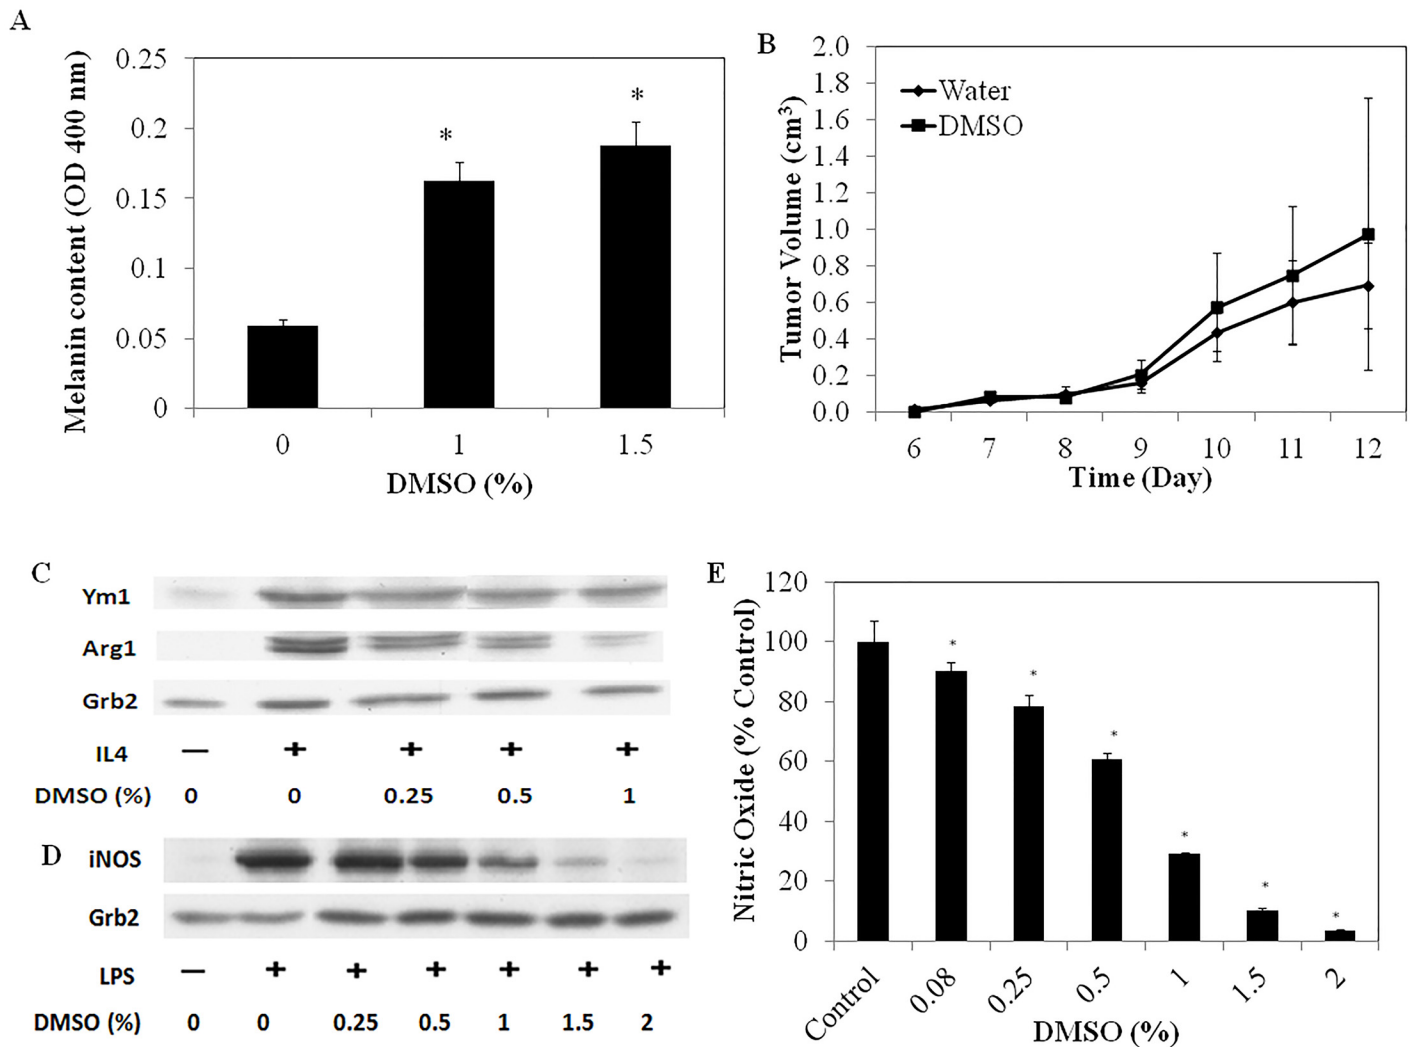 A
Melanin content (OD 400 nm)
0.25
0.2
0.15
0.1
0.05
0
*
*
0 1 1.5
DMSO (%)
B
Tumor Volume (cm³)
2.0
1.8
1.6
1.4
1.2
1.0
0.8
0.6
0.4
0.2
0.0
Water
DMSO
6 7 8 9 10 11 12
Time (Day)
C
Ym1
Arg1
Grb2
IL4 — + + + +
DMSO (%) 0 0 0.25 0.5 1
D
iNOS
Grb2
LPS — + + + + + +
DMSO (%) 0 0 0.25 0.5 1 1.5 2
E
Nitric Oxide (% Control)
120
100
80
60
40
20
0
* * * * * *
Control 0.08 0.25 0.5 1 1.5 2
DMSO (%)